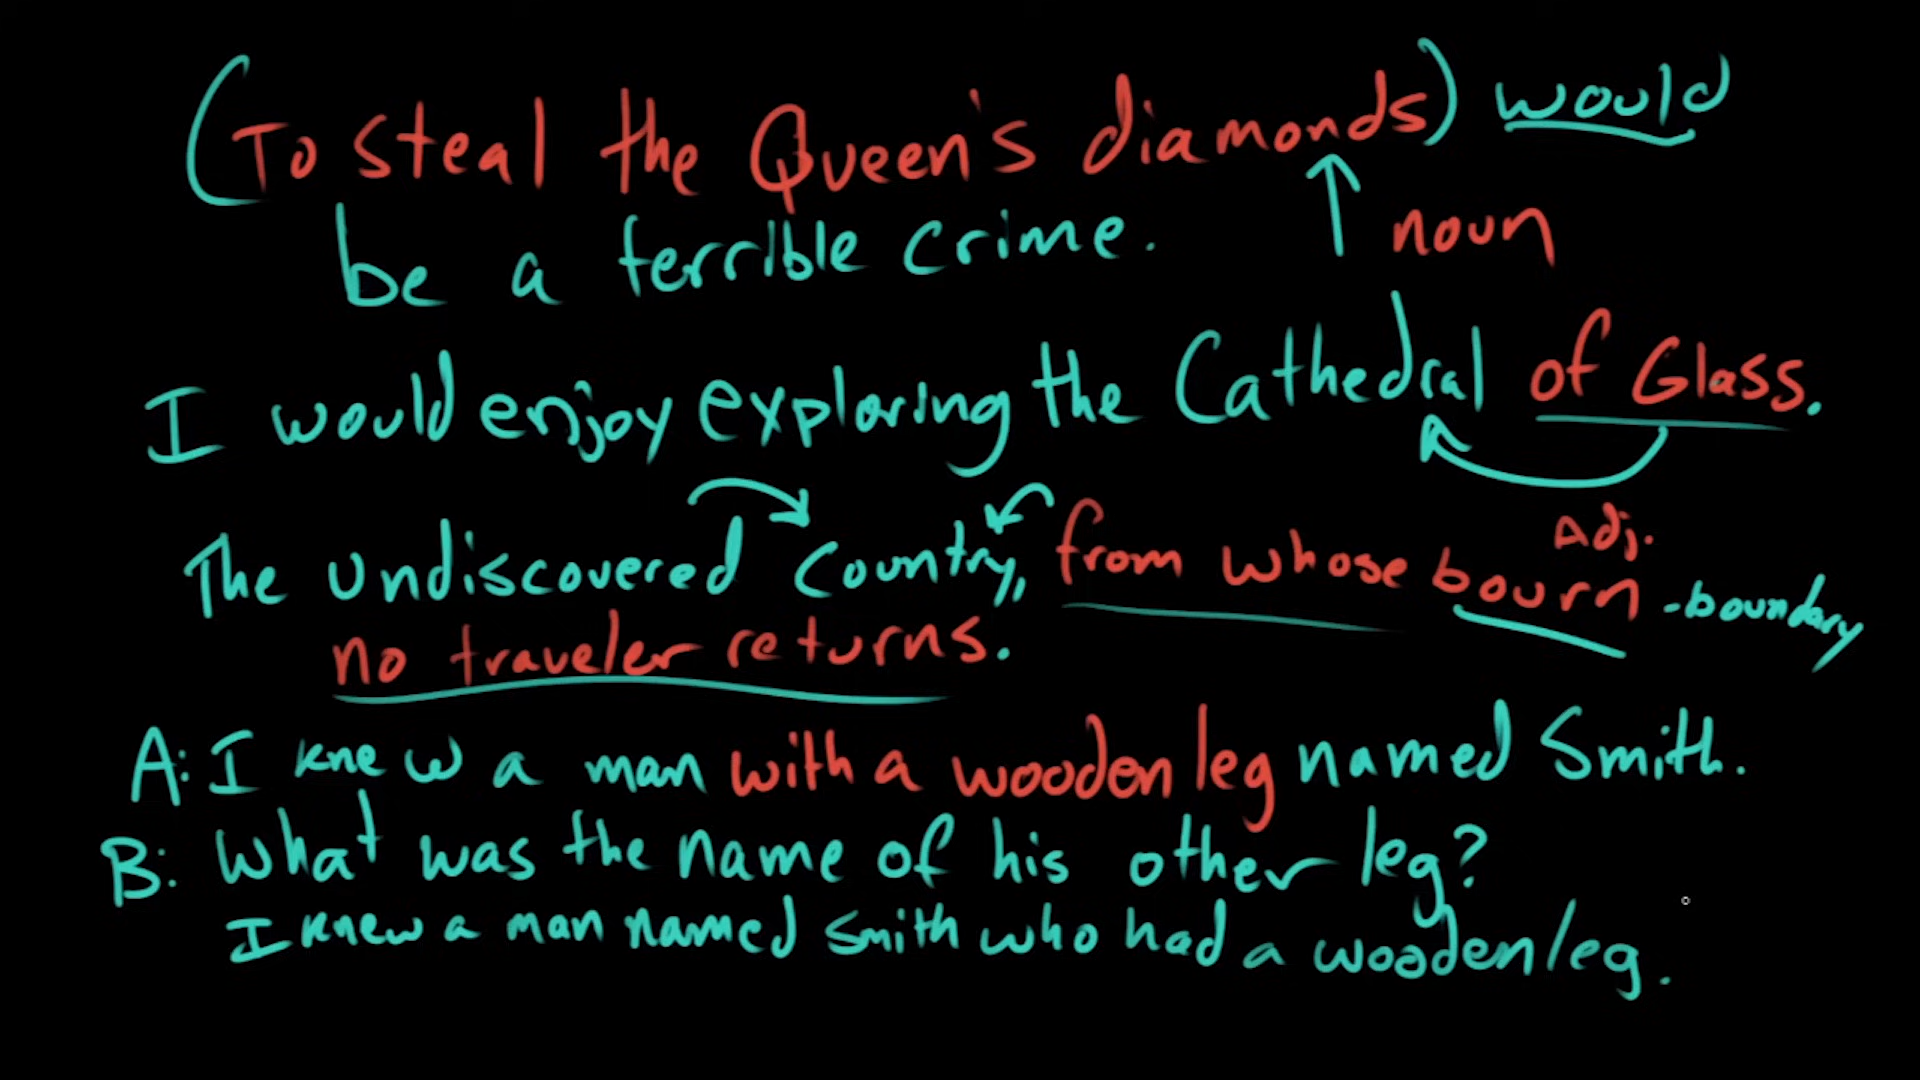 (To steal the Queen's diamonds) would
be a terrible crime.
noun
I would enjoy exploring the Cathedral of Glass.
Adj.
The undiscovered Country, from whose bourn -boundary
no traveler returns.
A: I knew a man with a wooden leg named Smith.
B: What was the name of his other leg?
I knew a man named Smith who had a wooden leg.